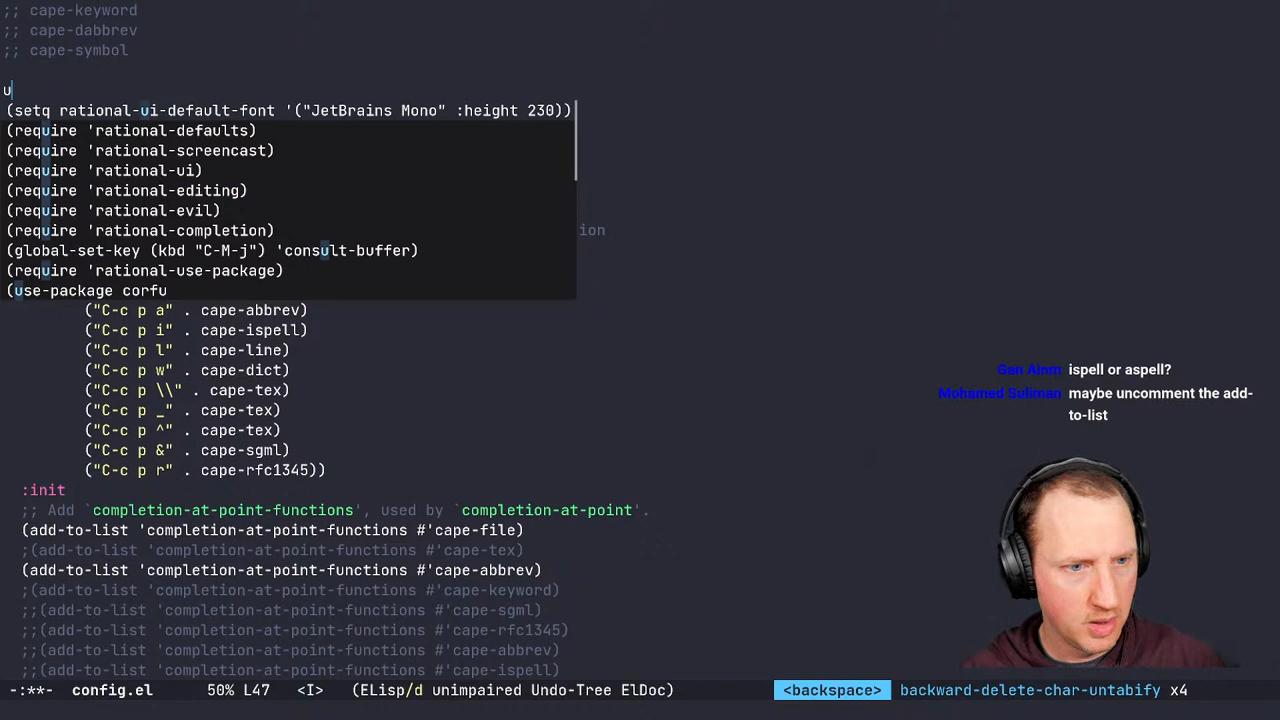 ;; cape-keyword
;; cape-dabbrev
;; cape-symbol
u
(setq rational-ui-default-font '("JetBrains Mono" :height 230))
(require 'rational-defaults)
(require 'rational-screencast)
(require 'rational-ui)
(require 'rational-editing)
(require 'rational-evil)
(require 'rational-completion)
ion
(global-set-key (kbd "C-M-j") 'consult-buffer)
(require 'rational-use-package)
(use-package corfu
("C-c p a" . cape-abbrev)
("C-c p i" . cape-ispell)
("C-c p l" . cape-line)
("C-c p w" . cape-dict)
("C-c p \\" . cape-tex)
("C-c p _" . cape-tex)
("C-c p ^" . cape-tex)
("C-c p &" . cape-sgml)
("C-c p r" . cape-rfc1345))
:init
;; Add `completion-at-point-functions', used by `completion-at-point'.
(add-to-list 'completion-at-point-functions #'cape-file)
;(add-to-list 'completion-at-point-functions #'cape-tex)
(add-to-list 'completion-at-point-functions #'cape-abbrev)
;(add-to-list 'completion-at-point-functions #'cape-keyword)
;;(add-to-list 'completion-at-point-functions #'cape-sgml)
;;(add-to-list 'completion-at-point-functions #'cape-rfc1345)
;;(add-to-list 'completion-at-point-functions #'cape-abbrev)
;;(add-to-list 'completion-at-point-functions #'cape-ispell)
Gan Ainm ispell or aspell?
Mohamed Suliman maybe uncomment the add-
to-list
-:**- config.el 50% L47 <I> (ELisp/d unimpaired Undo-Tree ElDoc) <backspace> backward-delete-char-untabify x4